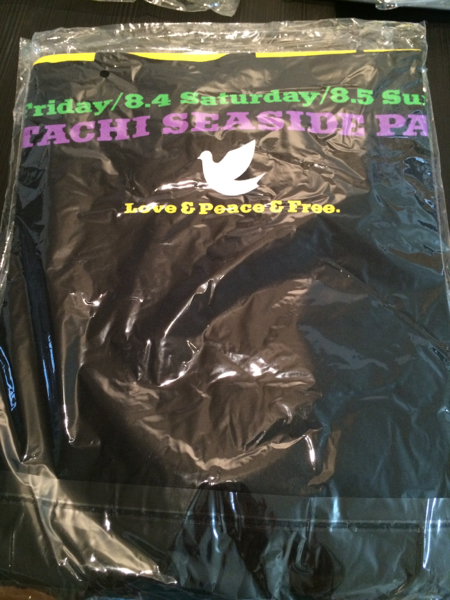 Friday/8.4 Saturday/8.5 Su
TACHI SEASIDE PA
Love & Peace & Free.